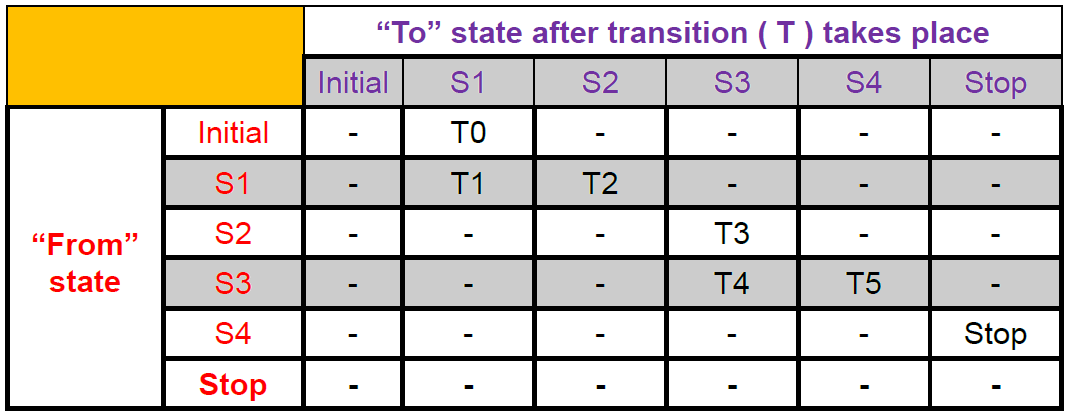 “To” state after transition ( T ) takes place
Initial S1 S2 S3 S4 Stop
Initial - T0 - - - -
S1 - T1 T2 - - -
“From” state
S2 - - - T3 - -
S3 - - - T4 T5 -
S4 - - - - - Stop
Stop - - - - - -